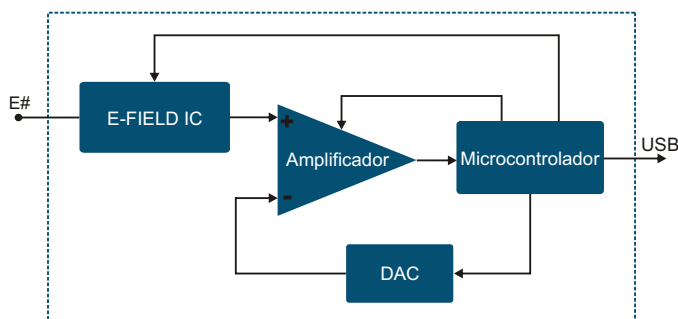 E#
E-FIELD IC
+
Amplificador
-
Microcontrolador
USB
DAC